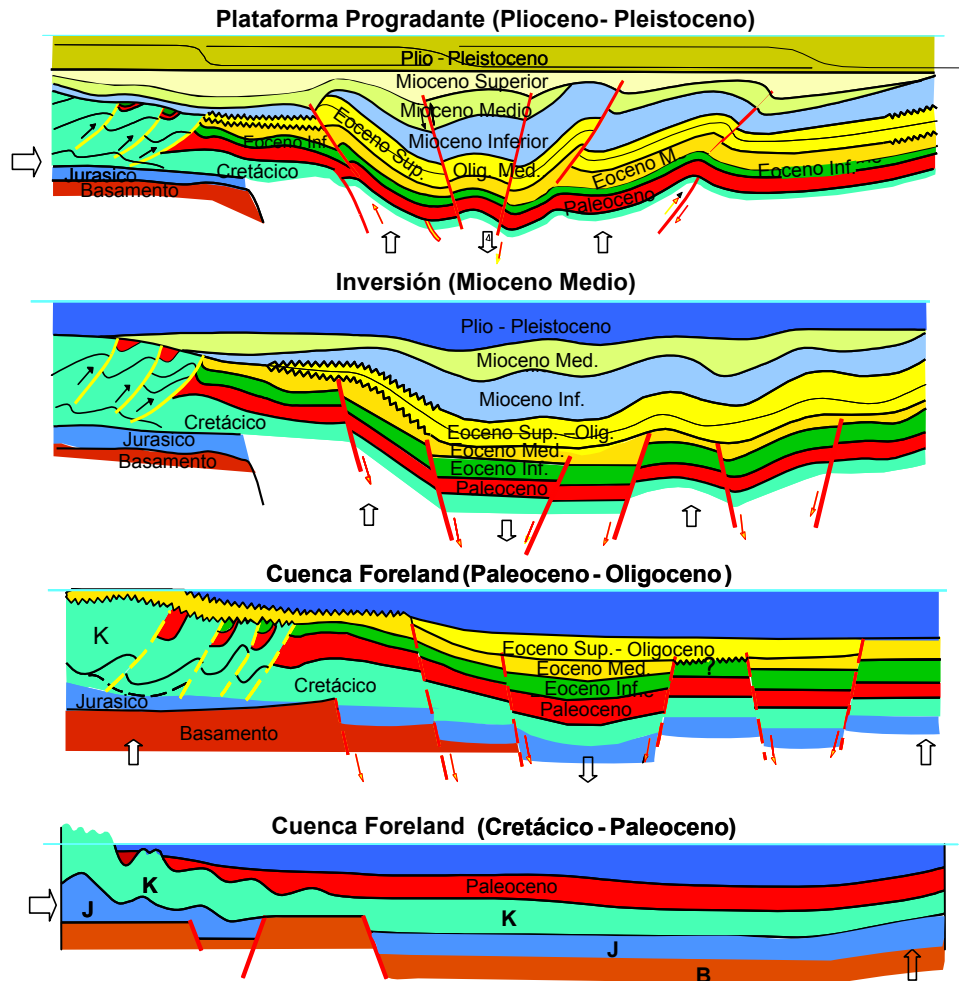 Plataforma Progradante (Plioceno- Pleistoceno)
Plio - Pleistoceno
Mioceno Superior
Mioceno Medio
Mioceno Inferior
Eoceno Inf.
Eoceno Sup.
Olig. Med.
Eoceno M.
Eoceno Inf.
Cretácico
Jurasico
Basamento
Paleoceno
Inversión (Mioceno Medio)
Plio - Pleistoceno
Mioceno Med.
Mioceno Inf.
Cretácico
Eoceno Sup. –Olig.
Jurasico
Eoceno Med.
Basamento
Eoceno Inf.
Paleoceno
Cuenca Foreland (Paleoceno - Oligoceno)
K
Eoceno Sup.- Oligoceno
Eoceno Med.
?
Cretácico
Eoceno Inf.
Jurasico
Paleoceno
Basamento
Cuenca Foreland (Cretácico - Paleoceno)
K
Paleoceno
J
K
J
B